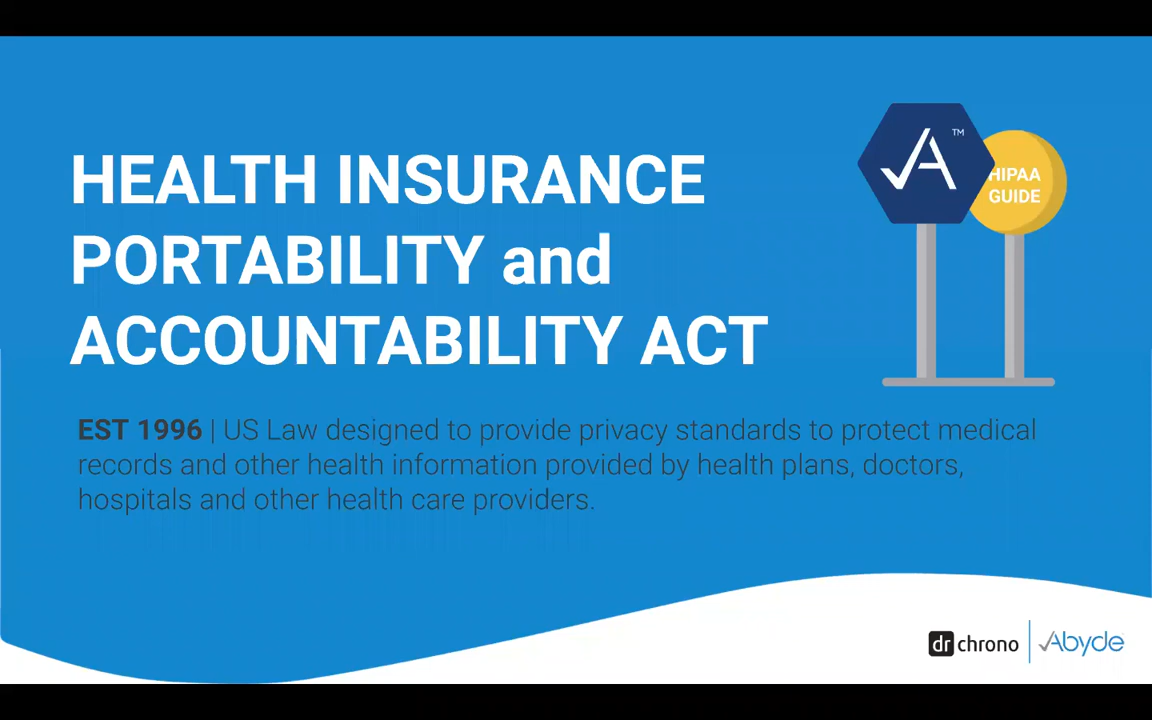 HEALTH INSURANCE
PORTABILITY and
ACCOUNTABILITY ACT
A™
HIPAA
GUIDE
EST 1996 | US Law designed to provide privacy standards to protect medical
records and other health information provided by health plans, doctors,
hospitals and other health care providers.
dr chrono
Abyde